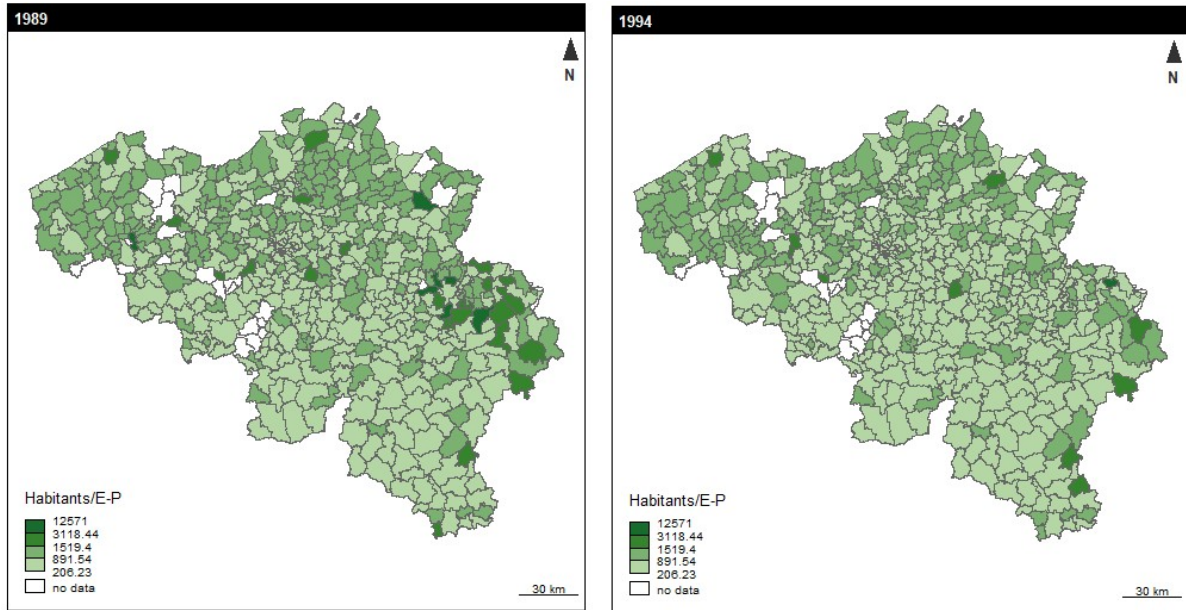 1989
N
Habitants/E-P
12571
3118.44
1519.4
891.54
206.23
no data
30 km
1994
N
Habitants/E-P
12571
3118.44
1519.4
891.54
206.23
no data
30 km